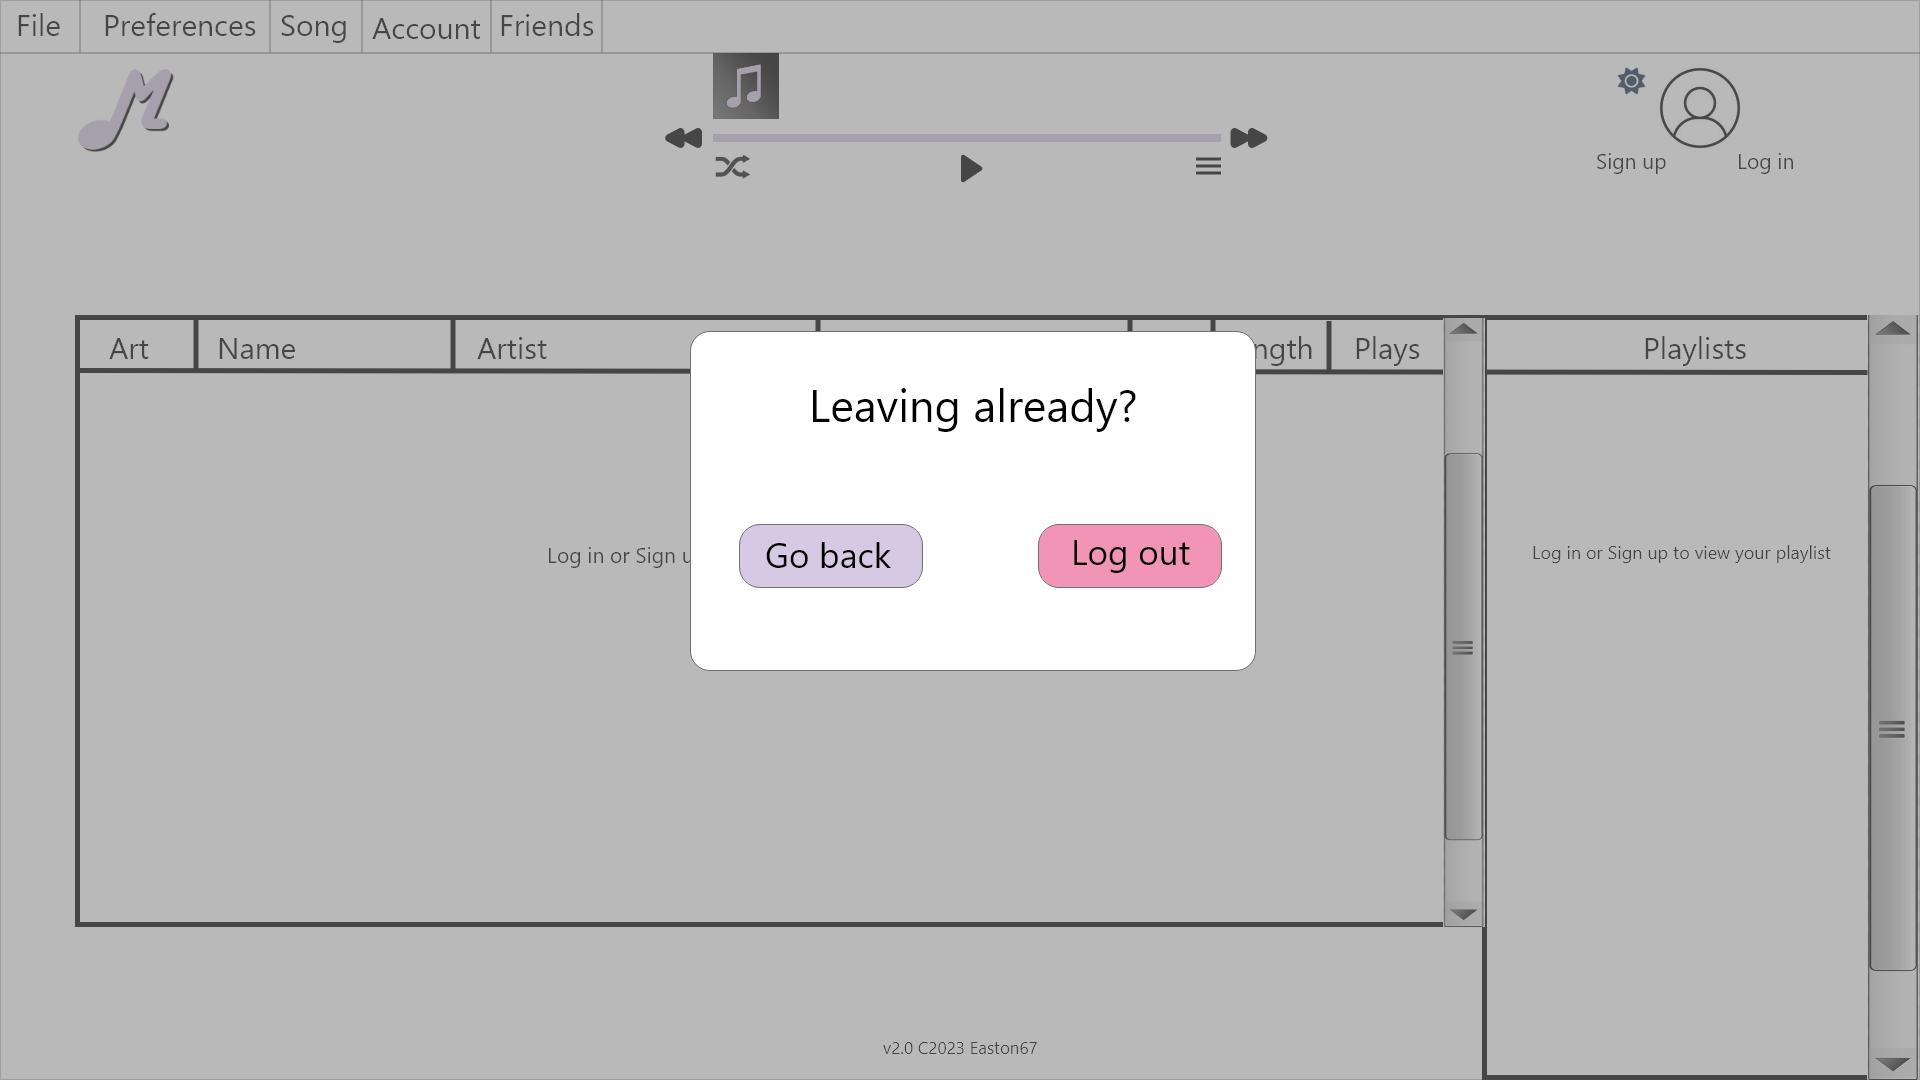 File Preferences Song Account Friends
Sign up Log in
Art Name Artist Plays Playlists
Leaving already?
Log in or Sign
Go back Log out
Log in or Sign up to view your playlist
v2.0 C2023 Easton67